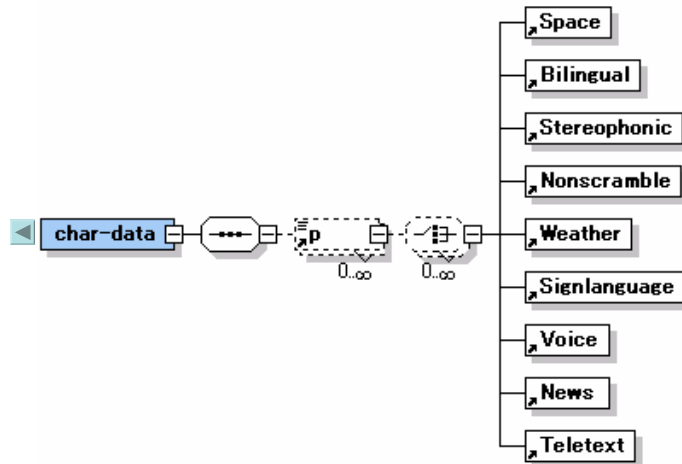 Space
Bilingual
Stereophonic
Nonscramble
char-data
p
Weather
0..∞
0..∞
Signlanguage
Voice
News
Teletext